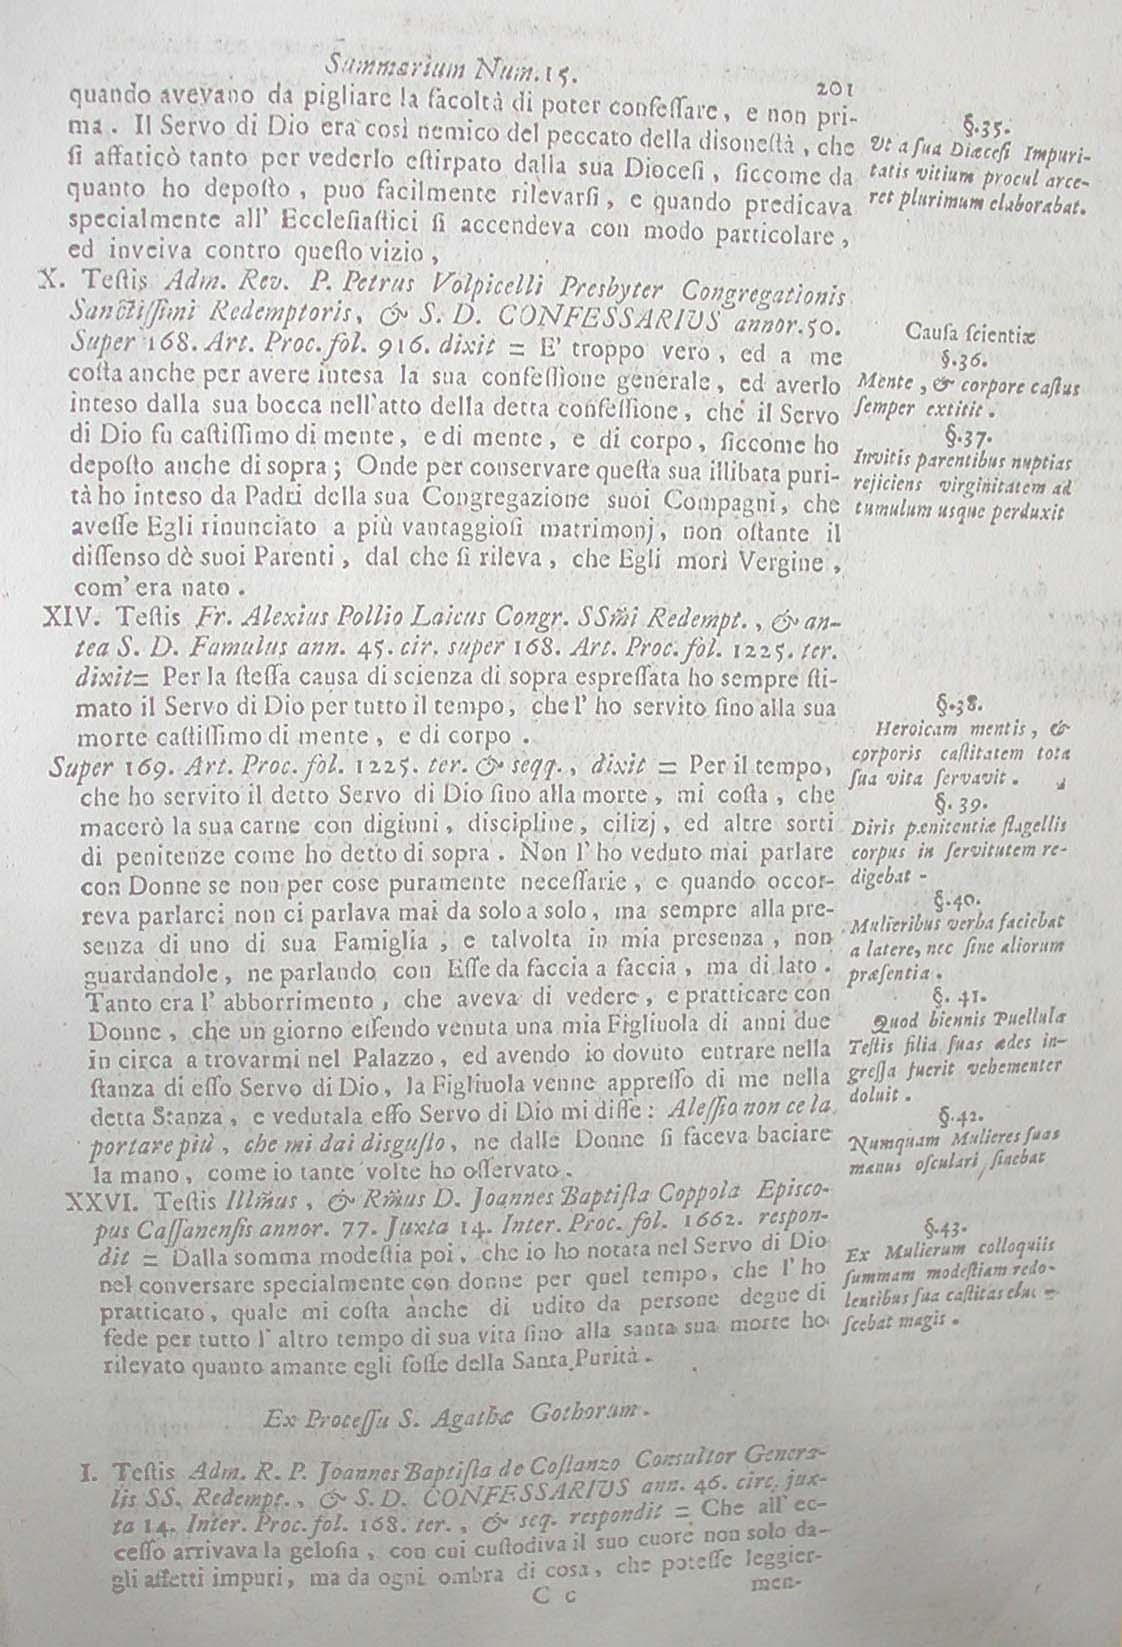 Summarium Num. 15.
201
quando avevano da pigliare la facoltà di poter confeſſare, e non pri-
ma. Il Servo di Dio era così nemico del peccato della disoneſtà, che
ſi affaticò tanto per vederlo eſtirpato dalla sua Dioceſi, ſiccome da
quanto ho depoſto, puo facilmente rilevarſi, e quando predicava
specialmente all' Eccleſiaſtici ſi accendeva con modo particolare,
ed inveiva contro queſto vizio,
§.35.
Ut a ſua Diæceſi Impuri-
tatis vitium procul arce-
ret plurimum elaborabat.
X. Teſtis Adm. Rev. P. Petrus Volpicelli Presbyter Congregationis
Sanctiſſimi Redemptoris, & S. D. CONFESSARIUS annor. 50.
Super 168. Art. Proc. fol. 916. dixit = E' troppo vero, ed a me
coſta anche per avere intesa la sua confeſſione generale, ed averlo
inteso dalla sua bocca nell'atto della detta confeſſione, che il Servo
di Dio fu caſtiſſimo di mente, e di mente, e di corpo, ſiccome ho
depoſto anche di sopra; Onde per conservare queſta sua illibata puri-
tà ho inteso da Padri della sua Congregazione suoi Compagni, che
aveſſe Egli rinunciato a più vantaggioſi matrimonj, non oſtante il
diſſenso dè suoi Parenti, dal che ſi rileva, che Egli morì Vergine,
com' era nato.
Cauſa ſcientiæ
§.36.
Mente, & corpore caſtus
ſemper extitit.
§.37.
Invitis parentibus nuptias
rejiciens virginitatem ad
tumulum usque perduxit
XIV. Teſtis Fr. Alexius Pollio Laicus Congr. SSm̃i Redempt., & an-
tea S. D. Famulus ann. 45. cir. super 168. Art. Proc. fol. 1225. ter.
dixit= Per la ſteſſa causa di scienza di sopra espreſſata ho sempre ſti-
mato il Servo di Dio per tutto il tempo, che l' ho servito ſino alla sua
morte caſtiſſimo di mente, e di corpo.
Super 169. Art. Proc. fol. 1225. ter. & seqq., dixit = Per il tempo,
che ho servito il detto Servo di Dio ſino alla morte, mi coſta, che
macerò la sua carne con digiuni, discipline, cilizj, ed altre sorti
di penitenze come ho detto di sopra. Non l' ho veduto mai parlare
con Donne se non per cose puramente neceſſarie, e quando occor-
reva parlarci non ci parlava mai da solo a solo, ma sempre alla pre-
senza di uno di sua Famiglia, e talvolta in mia presenza, non
guardandole, ne parlando con Eſſe da faccia a faccia, ma di lato.
Tanto era l' abborrimento, che aveva di vedere, e pratticare con
Donne, che un giorno eſſendo venuta una mia Figliuola di anni due
in circa a trovarmi nel Palazzo, ed avendo io dovuto entrare nella
ſtanza di eſſo Servo di Dio, la Figliuola venne appreſſo di me nella
detta Stanza, e vedutala eſſo Servo di Dio mi diſſe: Aleſſio non ce la
portare più, che mi dai disguſto, ne dalle Donne ſi faceva baciare
la mano, come io tante volte ho oſſervato.
§.38.
Heroicam mentis, &
corporis caſtitatem tota
ſua vita ſervavit.
§. 39.
Diris pænitentiæ flagellis
corpus in ſervitutem re-
digebat -
§.40.
Mulieribus verba faciebat
a latere, nec ſine aliorum
præſentia.
§. 41.
Quod biennis Puellula
Teſtis filia ſuas ædes in-
greſſa fuerit vehementer
doluit.
§.42.
Numquam Mulieres ſuas
manus oſculari ſinebat
XXVI. Teſtis Illm̃us, & Rm̃us D. Joannes Baptiſta Coppola Episco-
pus Caſſanensis annor. 77. Juxta 14. Inter. Proc. fol. 1662. respon-
dit = Dalla somma modeſtia poi, che io ho notata nel Servo di Dio
nel conversare specialmente con donne per quel tempo, che l' ho
pratticato, quale mi coſta anche di udito da persone degne di
fede per tutto l' altro tempo di sua vita ſino alla santa sua morte ho
rilevato quanto amante egli foſſe della Santa Purità.
§.43.
Ex Mulierum colloquiis
ſummam modeſtiam redo-
lentibus ſua caſtitas eluc -
ſcebat magis.
Ex Proceſſu S. Agathæ Gothorum.
I. Teſtis Adm. R. P. Joannes Baptiſta de Coſtanzo Consultor Genera-
lis SS. Redempt., & S. D. CONFESSARIUS ann. 46. circ. jux-
ta 14. Inter. Proc. fol. 168. ter., & seq. respondit = Che all' ec-
ceſſo arrivava la geloſia, con cui cuſtodiva il suo cuore non solo da-
gli affetti impuri, ma da ogni ombra di cosa, che poteſſe leggier-
C c
men-